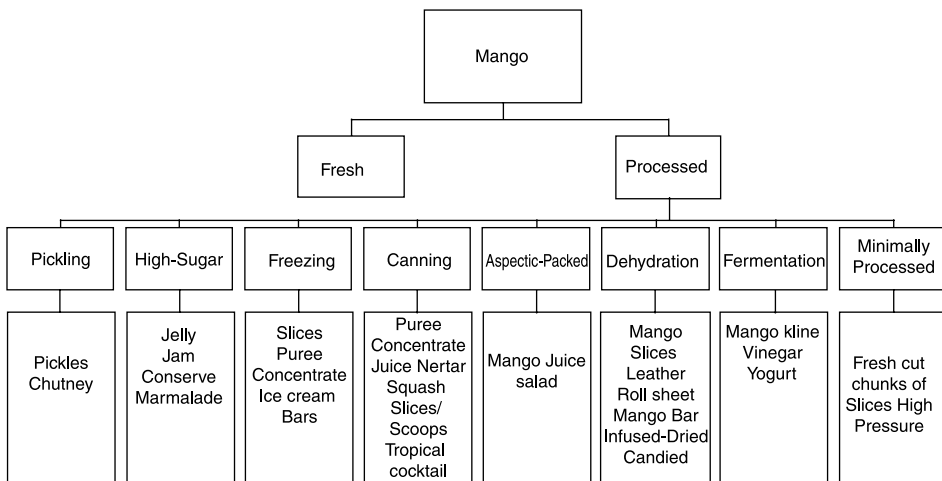 Mango
Fresh
Processed
Pickling
High-Sugar
Freezing
Canning
Aspectic-Packed
Dehydration
Fermentation
Minimally
Processed
Pickles
Chutney
Jelly
Jam
Conserve
Marmalade
Slices
Puree
Concentrate
Ice cream
Bars
Puree
Concentrate
Juice Nertar
Squash
Slices/
Scoops
Tropical
cocktail
Mango Juice
salad
Mango
Slices
Leather
Roll sheet
Mango Bar
Infused-Dried
Candied
Mango kline
Vinegar
Yogurt
Fresh cut
chunks of
Slices High
Pressure